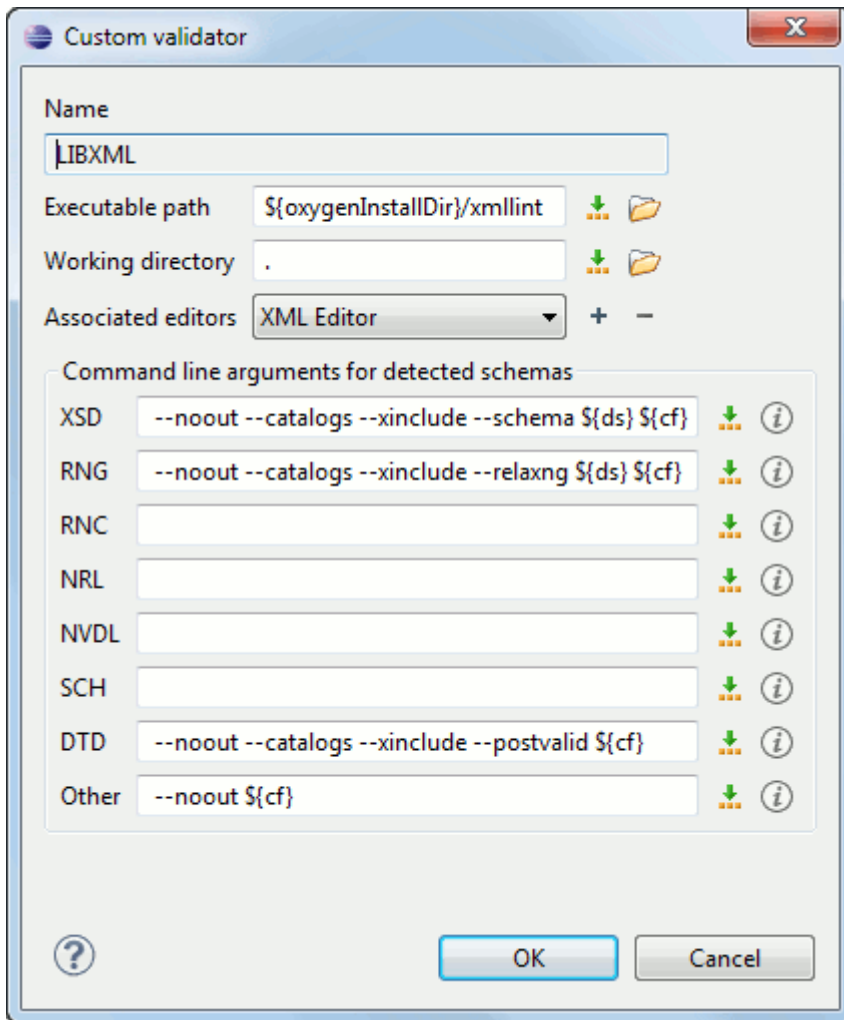 Custom validator
Name
LIBXML
Executable path ${oxygenInstallDir}/xmllint
Working directory .
Associated editors XML Editor + −
Command line arguments for detected schemas
XSD --noout --catalogs --xinclude --schema ${ds} ${cf}
RNG --noout --catalogs --xinclude --relaxng ${ds} ${cf}
RNC
NRL
NVDL
SCH
DTD --noout --catalogs --xinclude --postvalid ${cf}
Other --noout ${cf}
OK Cancel